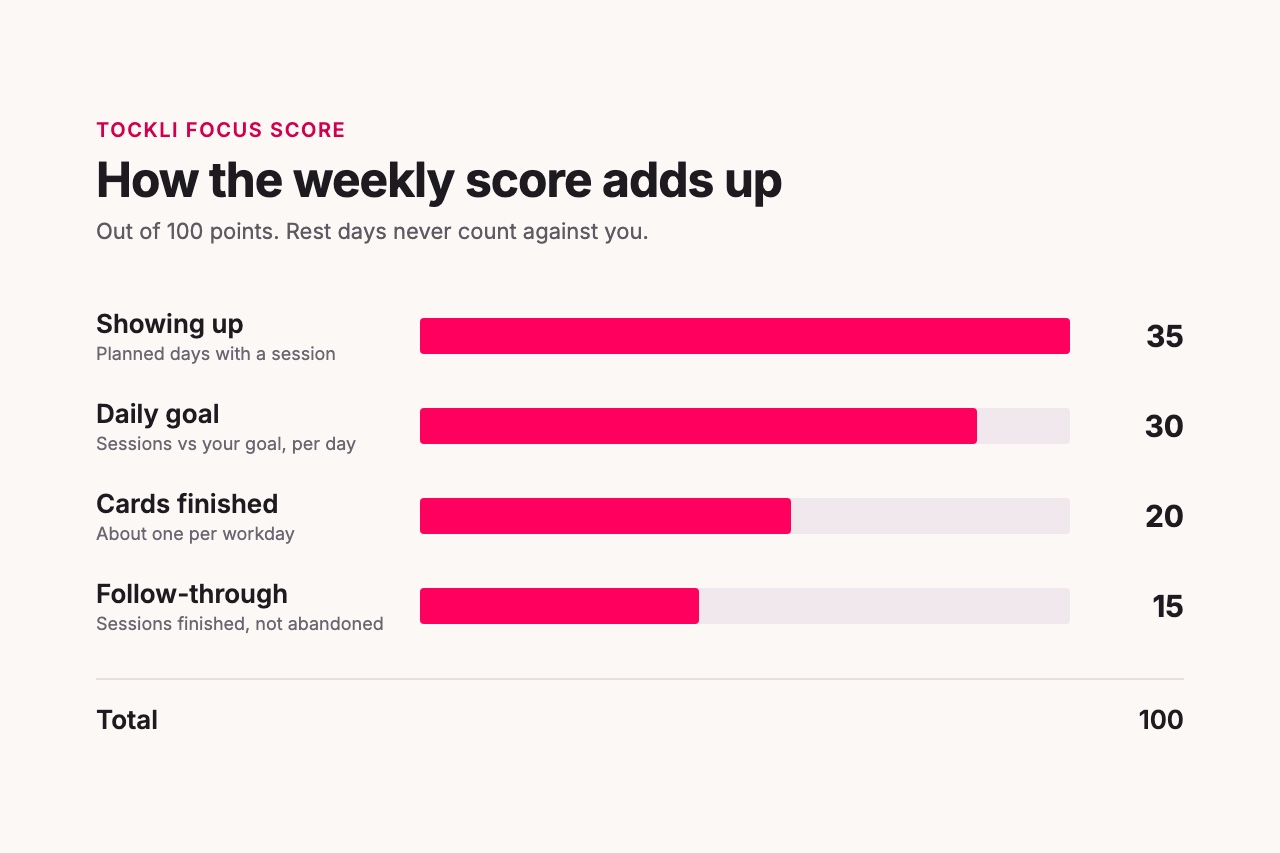 TOCKLI FOCUS SCORE
How the weekly score adds up
Out of 100 points. Rest days never count against you.
Showing up
Planned days with a session
35
Daily goal
Sessions vs your goal, per day
30
Cards finished
About one per workday
20
Follow-through
Sessions finished, not abandoned
15
Total
100